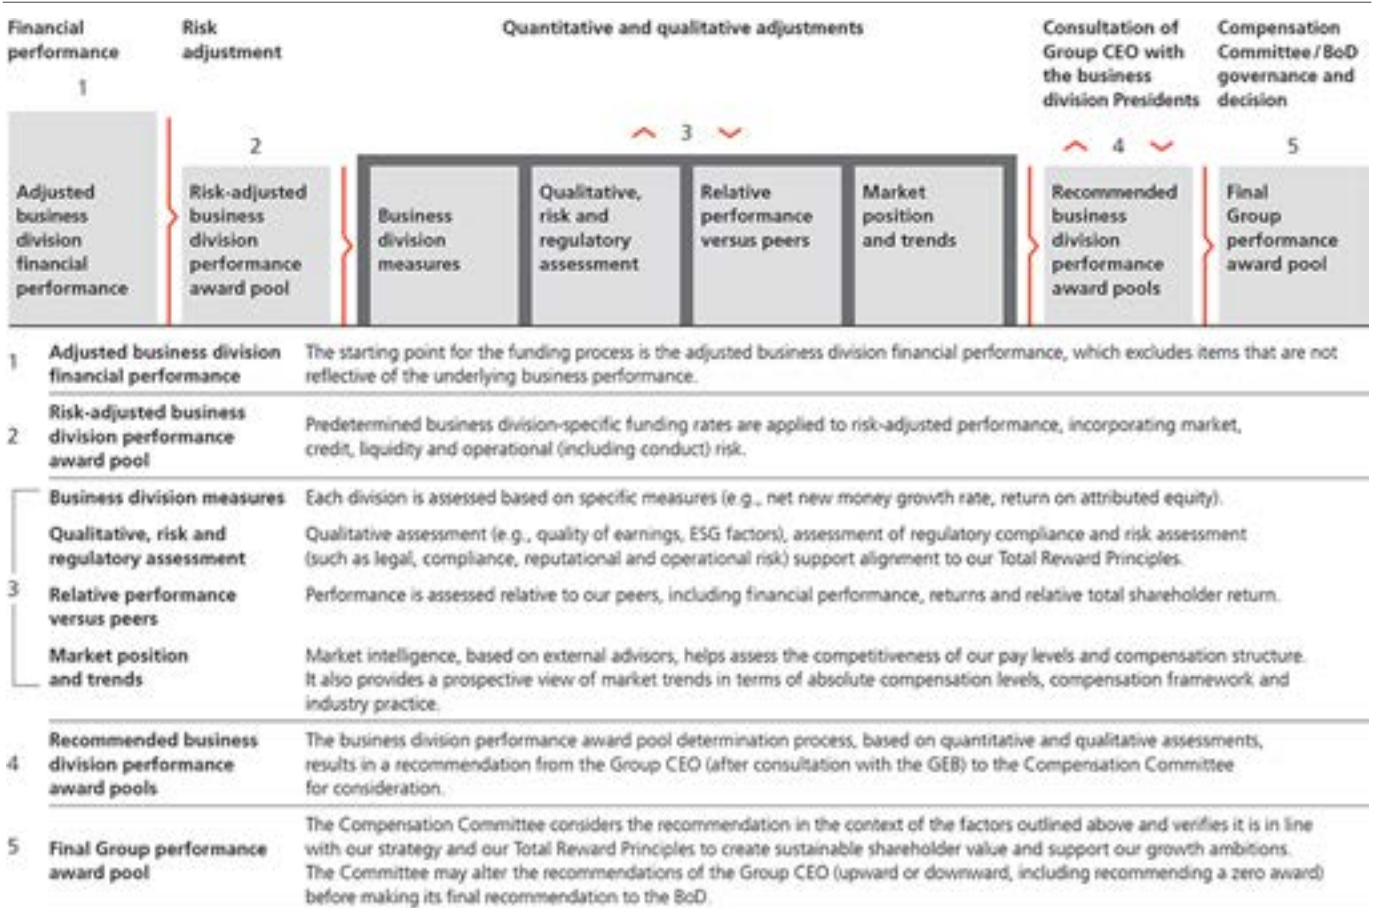 Financial
performance
Risk
adjustment
Quantitative and qualitative adjustments
Consultation of
Group CEO with
the business
division Presidents
Compensation
Committee/BoD
governance and
decision
1
2
3
4
5
Adjusted
business
division
financial
performance
Risk-adjusted
business
division
performance
award pool
Business
division
measures
Qualitative,
risk and
regulatory
assessment
Relative
performance
versus peers
Market
position
and trends
Recommended
business
division
performance
award pools
Final
Group
performance
award pool
1
Adjusted business division
financial performance
The starting point for the funding process is the adjusted business division financial performance, which excludes items that are not
reflective of the underlying business performance.
2
Risk-adjusted business
division performance
award pool
Predetermined business division-specific funding rates are applied to risk-adjusted performance, incorporating market,
credit, liquidity and operational (including conduct) risk.
3
Business division measures
Each division is assessed based on specific measures (e.g., net new money growth rate, return on attributed equity).
Qualitative, risk and
regulatory assessment
Qualitative assessment (e.g., quality of earnings, ESG factors), assessment of regulatory compliance and risk assessment
(such as legal, compliance, reputational and operational risk) support alignment to our Total Reward Principles.
Relative performance
versus peers
Performance is assessed relative to our peers, including financial performance, returns and relative total shareholder return.
Market position
and trends
Market intelligence, based on external advisors, helps assess the competitiveness of our pay levels and compensation structure.
It also provides a prospective view of market trends in terms of absolute compensation levels, compensation framework and
industry practice.
4
Recommended business
division performance
award pools
The business division performance award pool determination process, based on quantitative and qualitative assessments,
results in a recommendation from the Group CEO (after consultation with the GEB) to the Compensation Committee
for consideration.
5
Final Group performance
award pool
The Compensation Committee considers the recommendation in the context of the factors outlined above and verifies it is in line
with our strategy and our Total Reward Principles to create sustainable shareholder value and support our growth ambitions.
The Committee may alter the recommendations of the Group CEO (upward or downward, including recommending a zero award)
before making its final recommendation to the BoD.